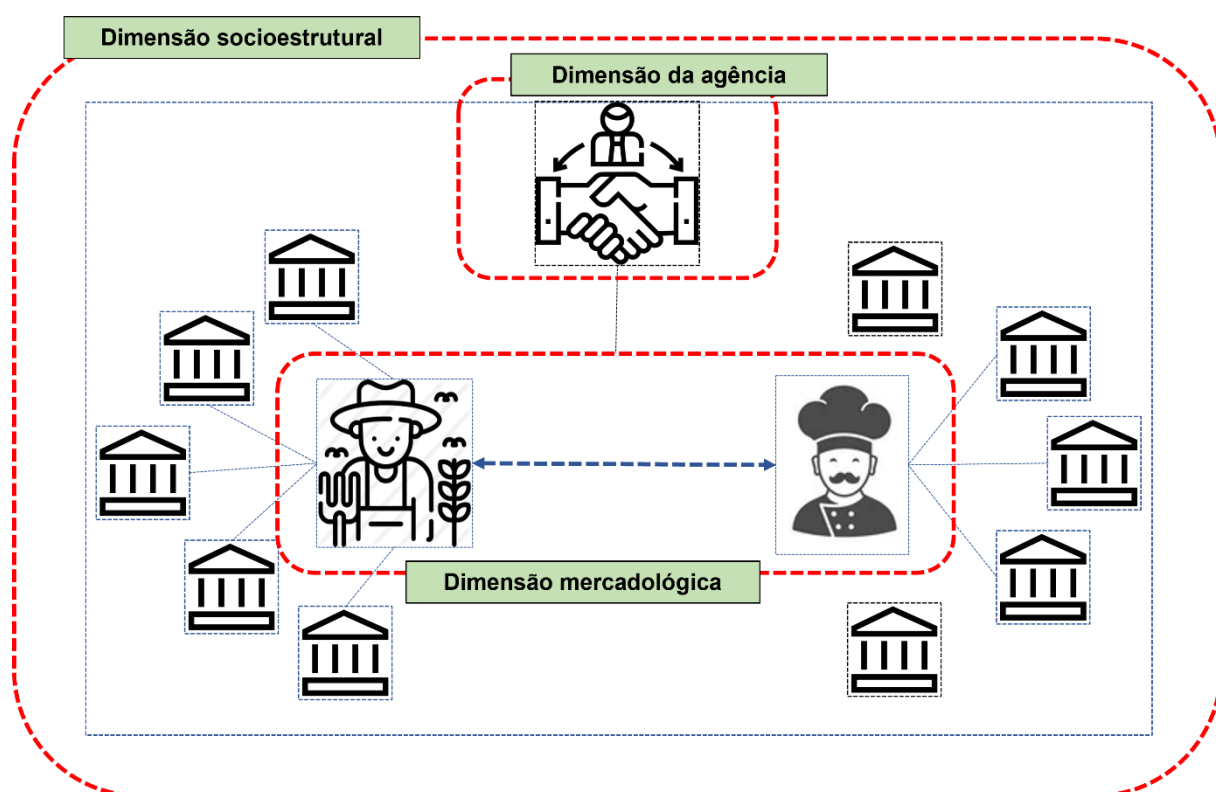 Dimensão socioestrutural
Dimensão da agência
Dimensão mercadológica